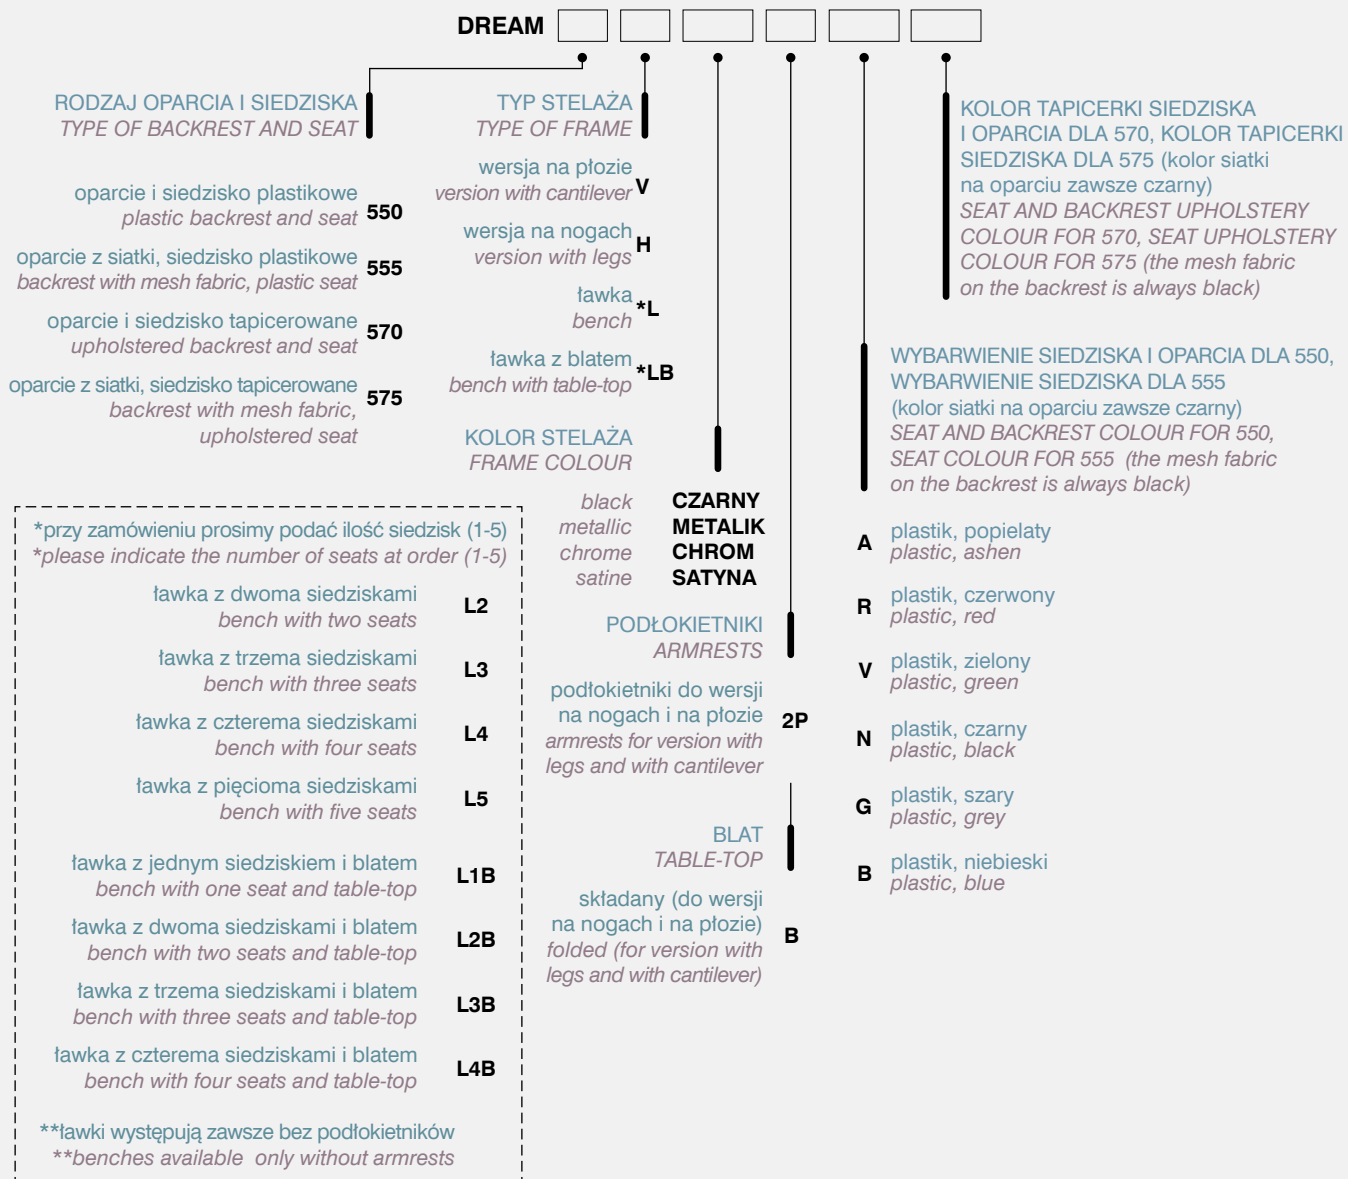 DREAM
RODZAJ OPARCIA I SIEDZISKA
TYPE OF BACKREST AND SEAT
oparcie i siedzisko plastikowe
plastic backrest and seat
550
oparcie z siatki, siedzisko plastikowe
backrest with mesh fabric, plastic seat
555
oparcie i siedzisko tapicerowane
upholstered backrest and seat
570
oparcie z siatki, siedzisko tapicerowane
backrest with mesh fabric,
upholstered seat
575
TYP STELAŻA
TYPE OF FRAME
wersja na płozie
version with cantilever
V
wersja na nogach
version with legs
H
ławka
bench
*L
ławka z blatem
bench with table-top
*LB
KOLOR STELAŻA
FRAME COLOUR
black CZARNY
metallic METALIK
chrome CHROM
satine SATYNA
PODŁOKIETNIKI
ARMRESTS
podłokietniki do wersji
na nogach i na płozie
armrests for version with
legs and with cantilever
2P
BLAT
TABLE-TOP
składany (do wersji
na nogach i na płozie)
folded (for version with
legs and with cantilever)
B
KOLOR TAPICERKI SIEDZISKA
I OPARCIA DLA 570, KOLOR TAPICERKI
SIEDZISKA DLA 575 (kolor siatki
na oparciu zawsze czarny)
SEAT AND BACKREST UPHOLSTERY
COLOUR FOR 570, SEAT UPHOLSTERY
COLOUR FOR 575 (the mesh fabric
on the backrest is always black)
WYBARWIENIE SIEDZISKA I OPARCIA DLA 550,
WYBARWIENIE SIEDZISKA DLA 555
(kolor siatki na oparciu zawsze czarny)
SEAT AND BACKREST COLOUR FOR 550,
SEAT COLOUR FOR 555 (the mesh fabric
on the backrest is always black)
A
plastik, popielaty
plastic, ashen
R
plastik, czerwony
plastic, red
V
plastik, zielony
plastic, green
N
plastik, czarny
plastic, black
G
plastik, szary
plastic, grey
B
plastik, niebieski
plastic, blue
*przy zamówieniu prosimy podać ilość siedzisk (1-5)
*please indicate the number of seats at order (1-5)
ławka z dwoma siedziskami
bench with two seats
L2
ławka z trzema siedziskami
bench with three seats
L3
ławka z czterema siedziskami
bench with four seats
L4
ławka z pięcioma siedziskami
bench with five seats
L5
ławka z jednym siedziskiem i blatem
bench with one seat and table-top
L1B
ławka z dwoma siedziskami i blatem
bench with two seats and table-top
L2B
ławka z trzema siedziskami i blatem
bench with three seats and table-top
L3B
ławka z czterema siedziskami i blatem
bench with four seats and table-top
L4B
**ławki występują zawsze bez podłokietników
**benches available only without armrests